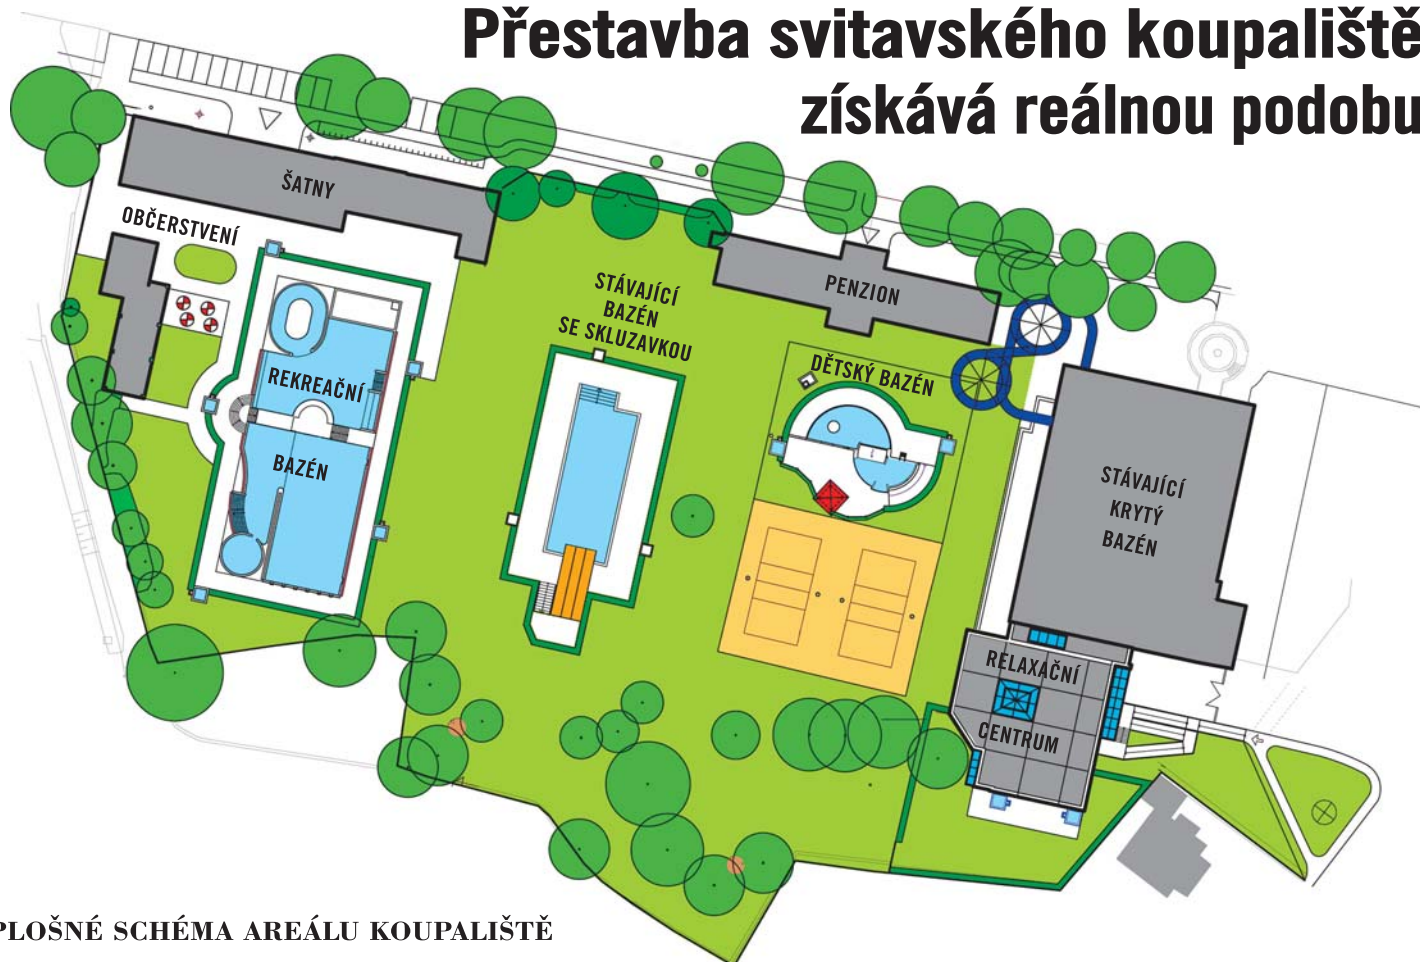 Přestavba svitavského koupaliště
získává reálnou podobu
ŠATNY
OBČERSTVENÍ
STÁVAJÍCÍ
BAZÉN
SE SKLUZAVKOU
PENZION
DĚTSKÝ BAZÉN
REKREAČNÍ
BAZÉN
STÁVAJÍCÍ
KRYTÝ
BAZÉN
RELAXAČNÍ
CENTRUM
PLOŠNÉ SCHÉMA AREÁLU KOUPALIŠTĚ